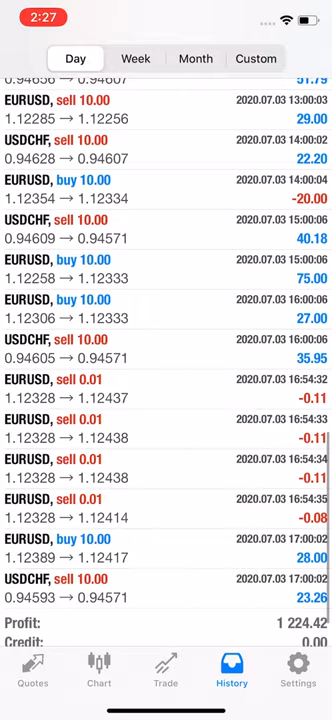 2:27
Day Week Month Custom
0.94656 → 0.94607 51.79
EURUSD, sell 10.00 2020.07.03 13:00:03
1.12285 → 1.12256 29.00
USDCHF, sell 10.00 2020.07.03 14:00:02
0.94628 → 0.94607 22.20
EURUSD, buy 10.00 2020.07.03 14:00:04
1.12354 → 1.12334 -20.00
USDCHF, sell 10.00 2020.07.03 15:00:06
0.94609 → 0.94571 40.18
EURUSD, buy 10.00 2020.07.03 15:00:06
1.12258 → 1.12333 75.00
EURUSD, buy 10.00 2020.07.03 16:00:06
1.12306 → 1.12333 27.00
USDCHF, sell 10.00 2020.07.03 16:00:06
0.94605 → 0.94571 35.95
EURUSD, sell 0.01 2020.07.03 16:54:32
1.12328 → 1.12437 -0.11
EURUSD, sell 0.01 2020.07.03 16:54:33
1.12328 → 1.12438 -0.11
EURUSD, sell 0.01 2020.07.03 16:54:34
1.12328 → 1.12438 -0.11
EURUSD, sell 0.01 2020.07.03 16:54:35
1.12328 → 1.12414 -0.08
EURUSD, buy 10.00 2020.07.03 17:00:02
1.12389 → 1.12417 28.00
USDCHF, sell 10.00 2020.07.03 17:00:02
0.94593 → 0.94571 23.26
Profit: 1 224.42
Credit: 0.00
Quotes Chart Trade History Settings